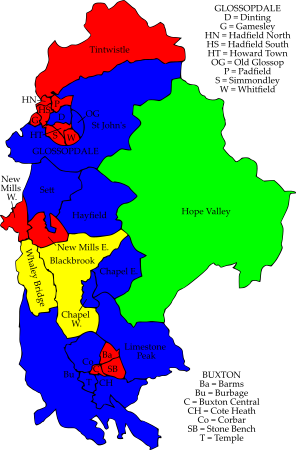 GLOSSOPDALE
D = Dinting
G = Gamesley
HN = Hadfield North
HS = Hadfield South
HT = Howard Town
OG = Old Glossop
P = Padfield
S = Simmondley
W = Whitfield
Tintwistle
HN
P
HS
G
D
OG
St John's
HT
S
W
GLOSSOPDALE
New
Mills
W.
Sett
Hayfield
Hope Valley
New Mills E.
Blackbrook
Whaley Bridge
Chapel E.
Chapel
W.
Limestone
Peak
Co
Ba
C
SB
Bu
T
CH
BUXTON
Ba = Barms
Bu = Burbage
C = Buxton Central
CH = Cote Heath
Co = Corbar
SB = Stone Bench
T = Temple